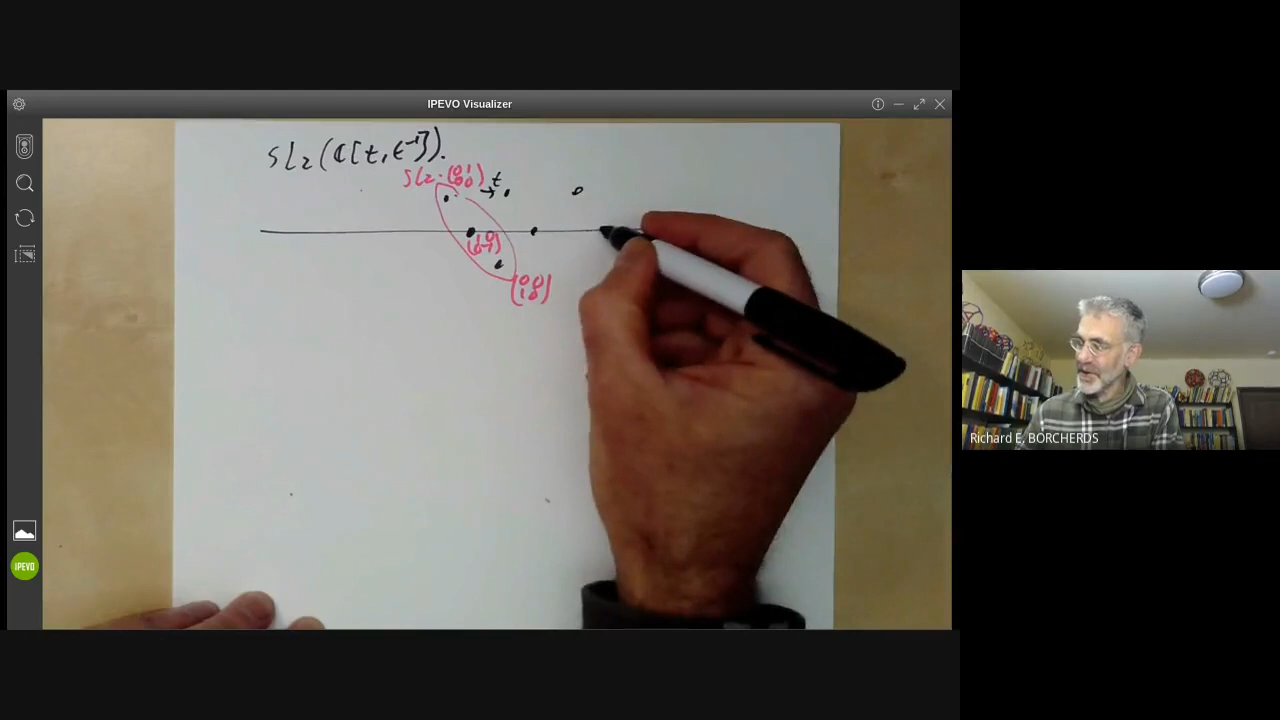 IPEVO Visualizer
SL₂(ℂ[t,t⁻¹]).
SL₂. (0 1
0 0)
t
→
(1 0
0 -1)
(0 0
1 0)
IPEVO
Richard E. BORCHERDS